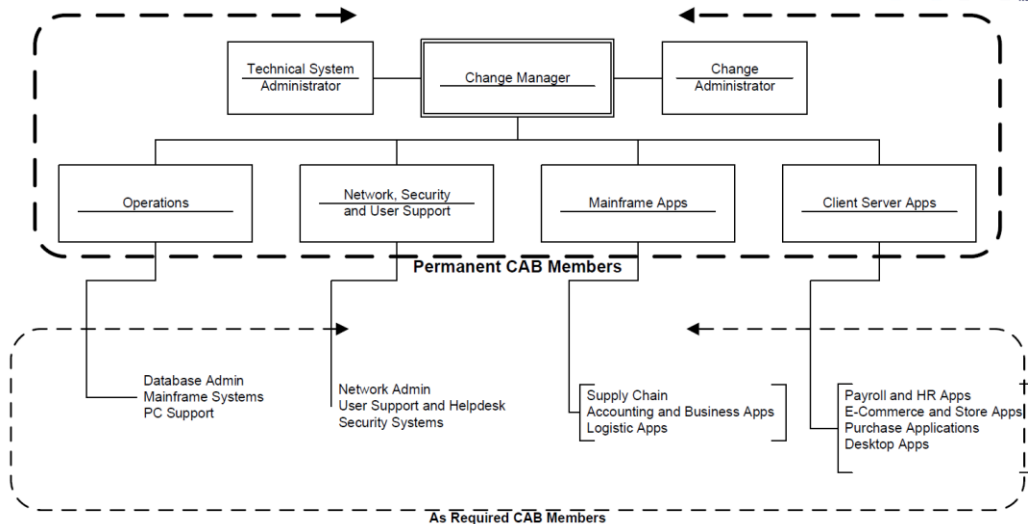 Technical System
Administrator
Change Manager
Change
Administrator
Operations
Network, Security
and User Support
Mainframe Apps
Client Server Apps
Permanent CAB Members
Database Admin
Mainframe Systems
PC Support
Network Admin
User Support and Helpdesk
Security Systems
Supply Chain
Accounting and Business Apps
Logistic Apps
Payroll and HR Apps
E-Commerce and Store Apps
Purchase Applications
Desktop Apps
As Required CAB Members